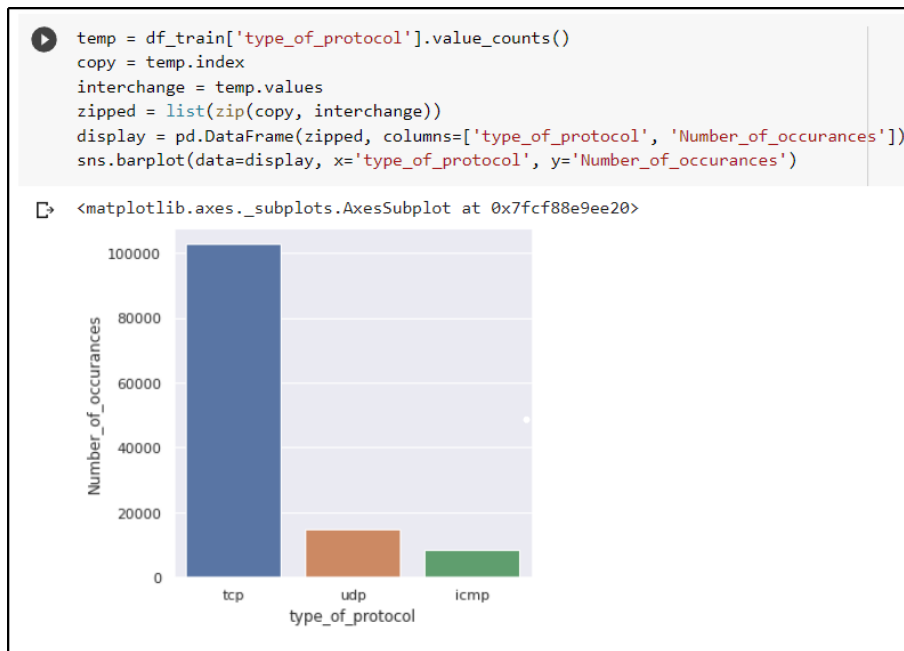 temp = df_train['type_of_protocol'].value_counts()
copy = temp.index
interchange = temp.values
zipped = list(zip(copy, interchange))
display = pd.DataFrame(zipped, columns=['type_of_protocol', 'Number_of_occurances'])
sns.barplot(data=display, x='type_of_protocol', y='Number_of_occurances')
<matplotlib.axes._subplots.AxesSubplot at 0x7fcf88e9ee20>
Number_of_occurances
100000
80000
60000
40000
20000
0
tcp udp icmp
type_of_protocol